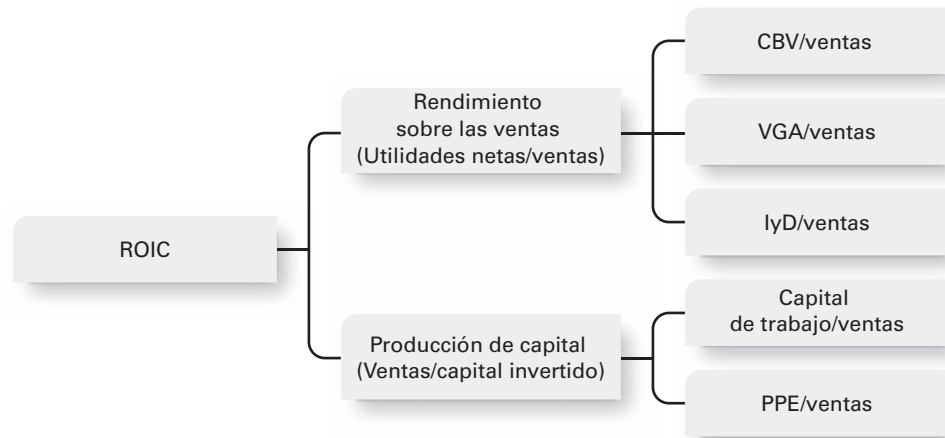 CBV/ventas
Rendimiento
sobre las ventas
(Utilidades netas/ventas)
VGA/ventas
IyD/ventas
ROIC
Capital
de trabajo/ventas
Producción de capital
(Ventas/capital invertido)
PPE/ventas